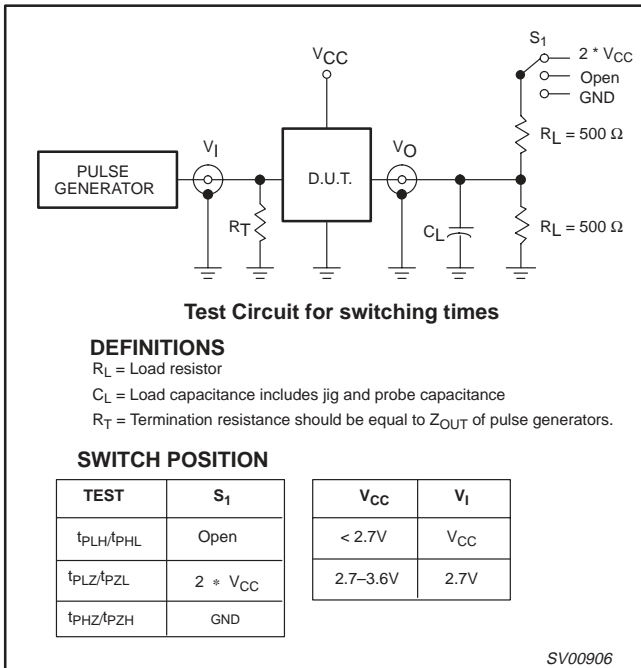 S1
2 * VCC
Open
GND
VCC
RL = 500 Ω
VI
VO
PULSE
GENERATOR
D.U.T.
RT
CL
RL = 500 Ω
Test Circuit for switching times
DEFINITIONS
RL = Load resistor
CL = Load capacitance includes jig and probe capacitance
RT = Termination resistance should be equal to ZOUT of pulse generators.
SWITCH POSITION
TEST S1
tPLH/tPHL Open
tPLZ/tPZL 2 * VCC
tPHZ/tPZH GND
VCC VI
< 2.7V VCC
2.7–3.6V 2.7V
SV00906